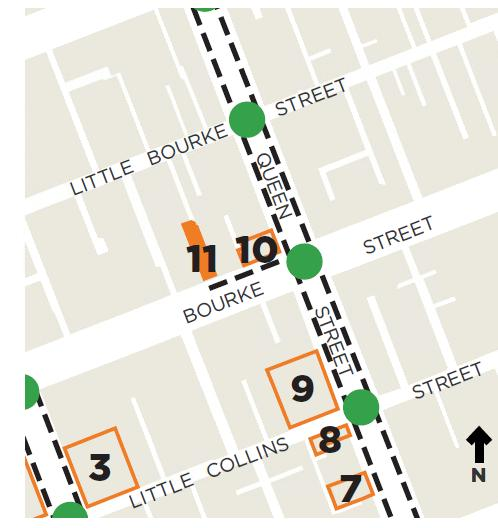 LITTLE BOURKE STREET
QUEEN STREET
11
10
BOURKE STREET
9
8
7
3
LITTLE COLLINS STREET
N